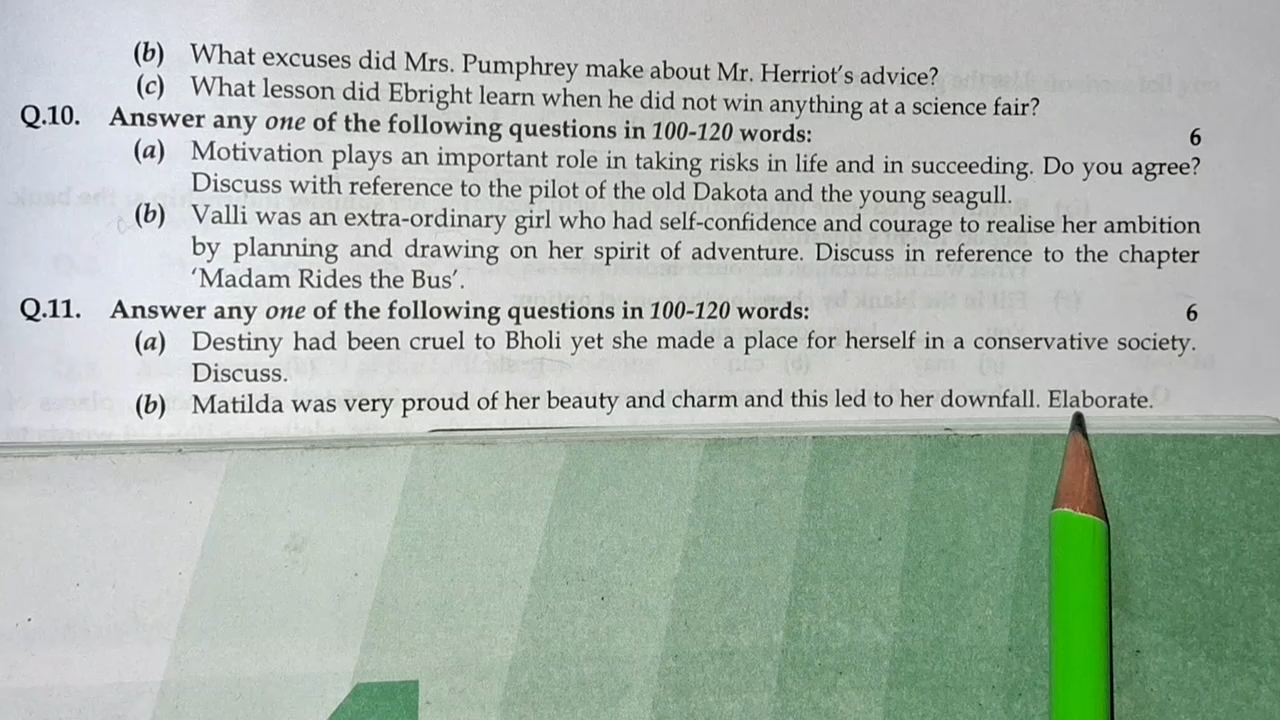 (b) What excuses did Mrs. Pumphrey make about Mr. Herriot's advice?
(c) What lesson did Ebright learn when he did not win anything at a science fair?
Q.10. Answer any one of the following questions in 100-120 words: 6
(a) Motivation plays an important role in taking risks in life and in succeeding. Do you agree?
Discuss with reference to the pilot of the old Dakota and the young seagull.
(b) Valli was an extra-ordinary girl who had self-confidence and courage to realise her ambition
by planning and drawing on her spirit of adventure. Discuss in reference to the chapter
‘Madam Rides the Bus’.
Q.11. Answer any one of the following questions in 100-120 words: 6
(a) Destiny had been cruel to Bholi yet she made a place for herself in a conservative society.
Discuss.
(b) Matilda was very proud of her beauty and charm and this led to her downfall. Elaborate.